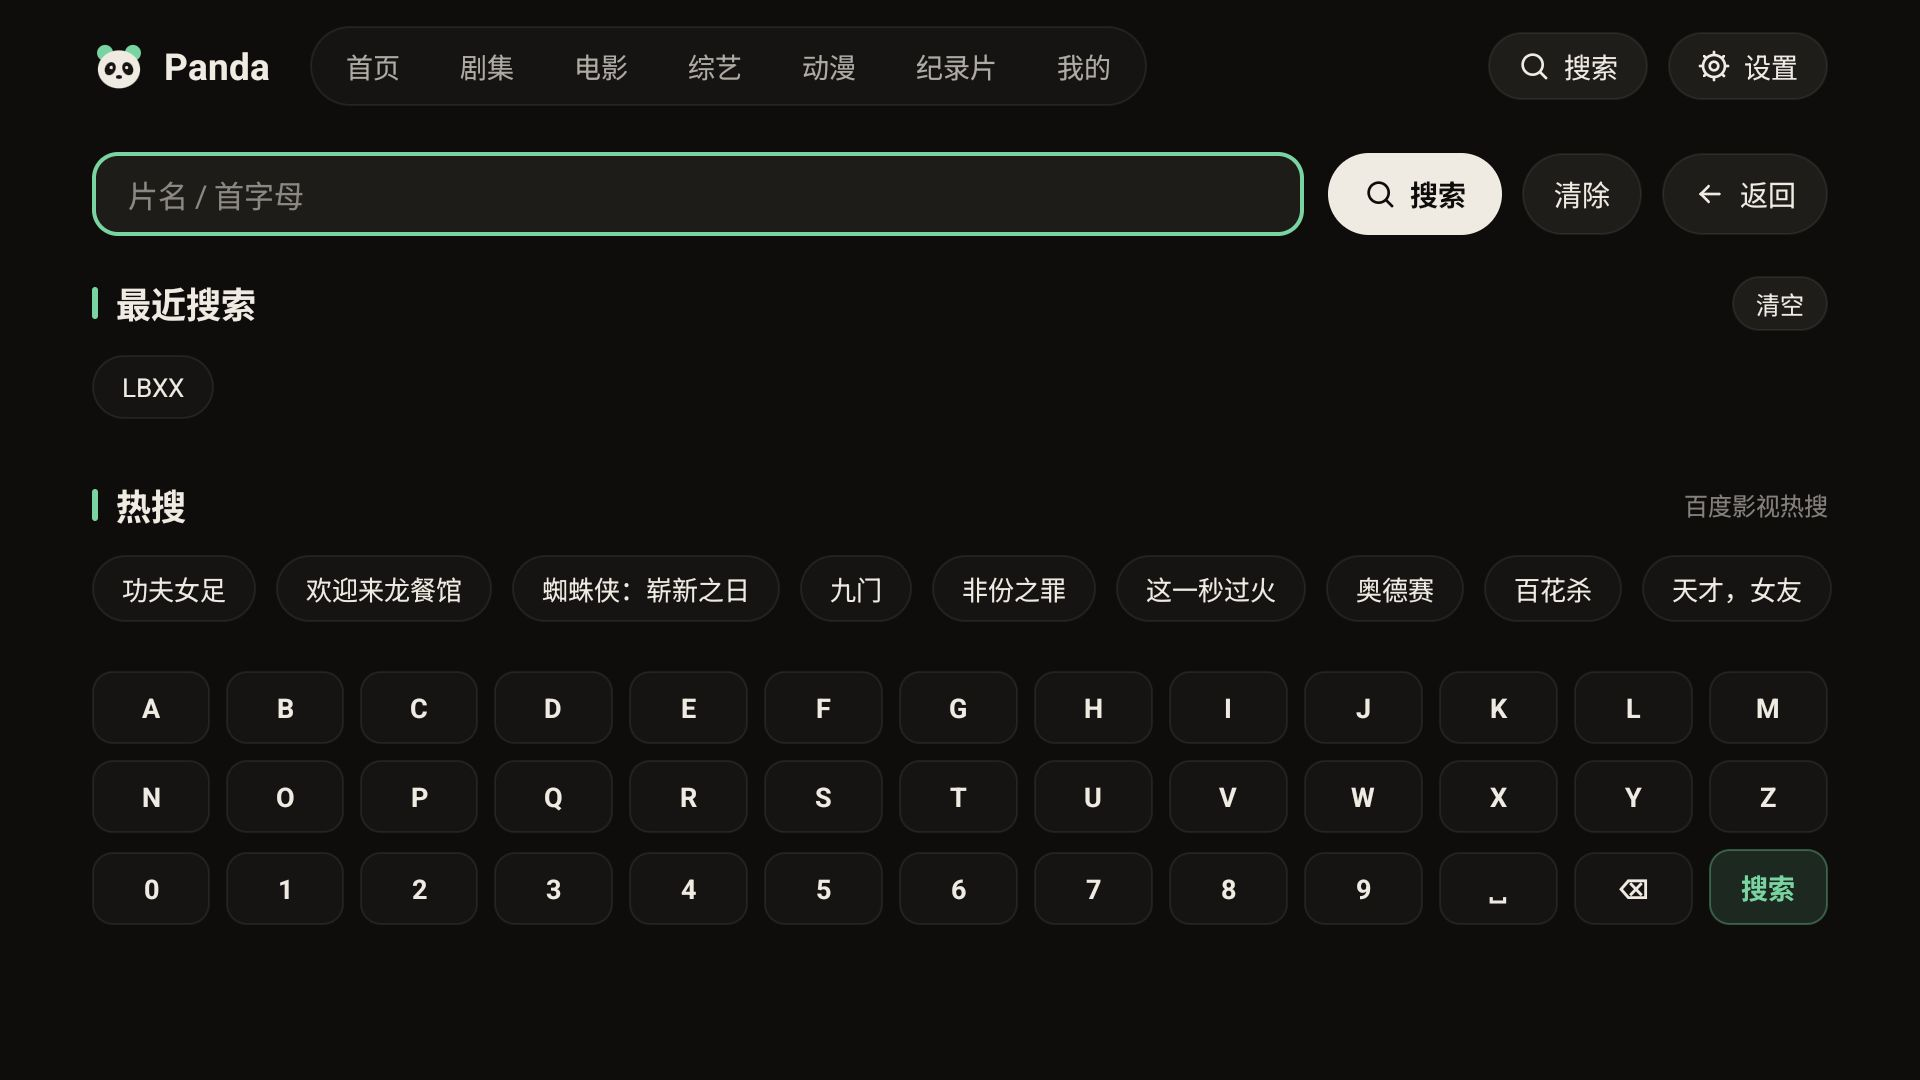 Panda 首页 剧集 电影 综艺 动漫 纪录片 我的 搜索 设置
片名 / 首字母 搜索 清除 返回
最近搜索 清空
LBXX
热搜 百度影视热搜
功夫女足 欢迎来龙餐馆 蜘蛛侠：崭新之日 九门 非份之罪 这一秒过火 奥德赛 百花杀 天才，女友
A B C D E F G H I J K L M
N O P Q R S T U V W X Y Z
0 1 2 3 4 5 6 7 8 9 ␣ ⌫ 搜索